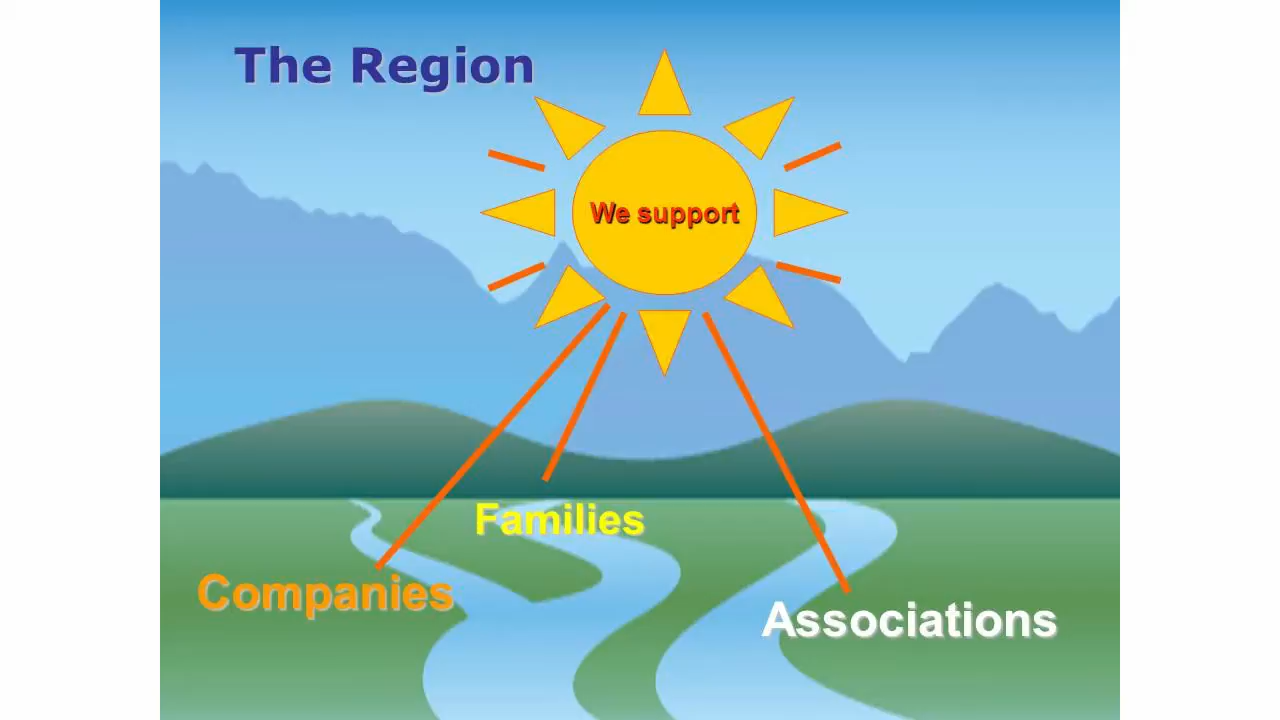 The Region
We support
Families
Companies
Associations